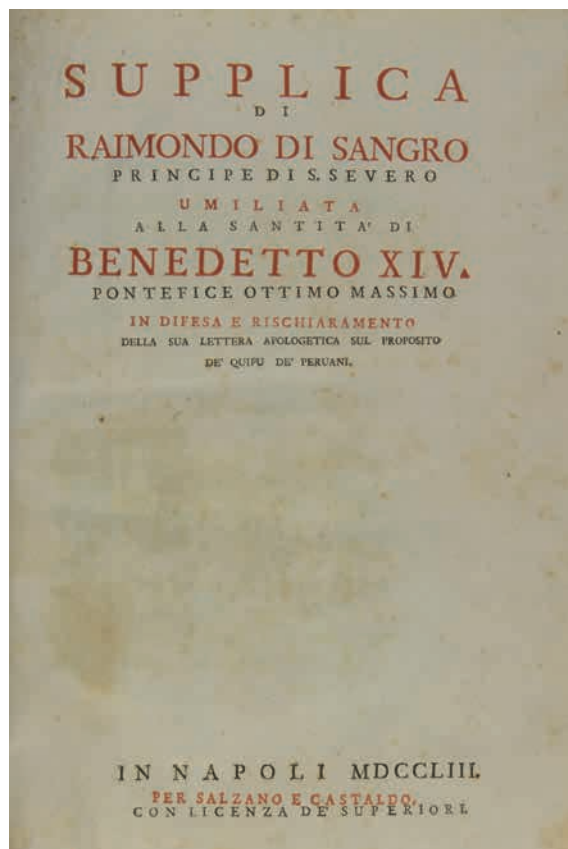 SUPPLICA
DI
RAIMONDO DI SANGRO
PRINCIPE DI S. SEVERO
UMILIATA
ALLA SANTITA' DI
BENEDETTO XIV.
PONTEFICE OTTIMO MASSIMO
IN DIFESA E RISCHIARAMENTO
DELLA SUA LETTERA APOLOGETICA SUL PROPOSITO
DE' QUIPU DE' PERUANI.
IN NAPOLI MDCCLIII.
PER SALZANO E CASTALDO.
CON LICENZA DE' SUPERIORI.